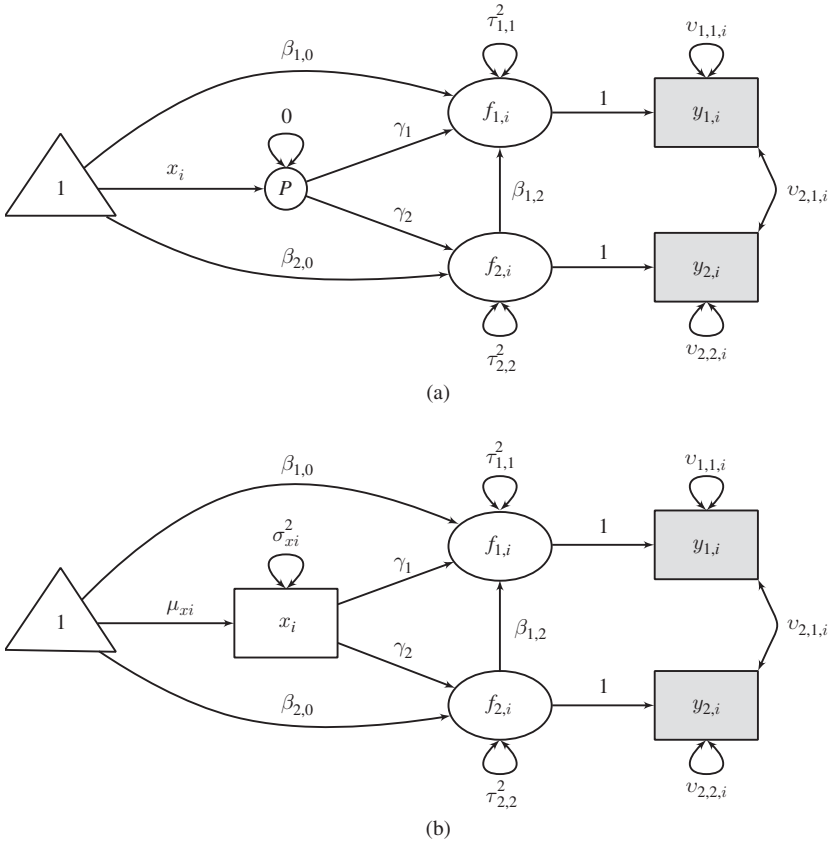 τ²₁,₁
υ₁,₁,ᵢ
β₁,₀
f₁,ᵢ
1
y₁,ᵢ
0
γ₁
1
xᵢ
P
β₁,₂
υ₂,₁,ᵢ
γ₂
β₂,₀
f₂,ᵢ
1
y₂,ᵢ
τ²₂,₂
υ₂,₂,ᵢ
(a)
τ²₁,₁
υ₁,₁,ᵢ
β₁,₀
f₁,ᵢ
1
y₁,ᵢ
σ²ₓᵢ
γ₁
1
μₓᵢ
xᵢ
β₁,₂
υ₂,₁,ᵢ
γ₂
β₂,₀
f₂,ᵢ
1
y₂,ᵢ
τ²₂,₂
υ₂,₂,ᵢ
(b)